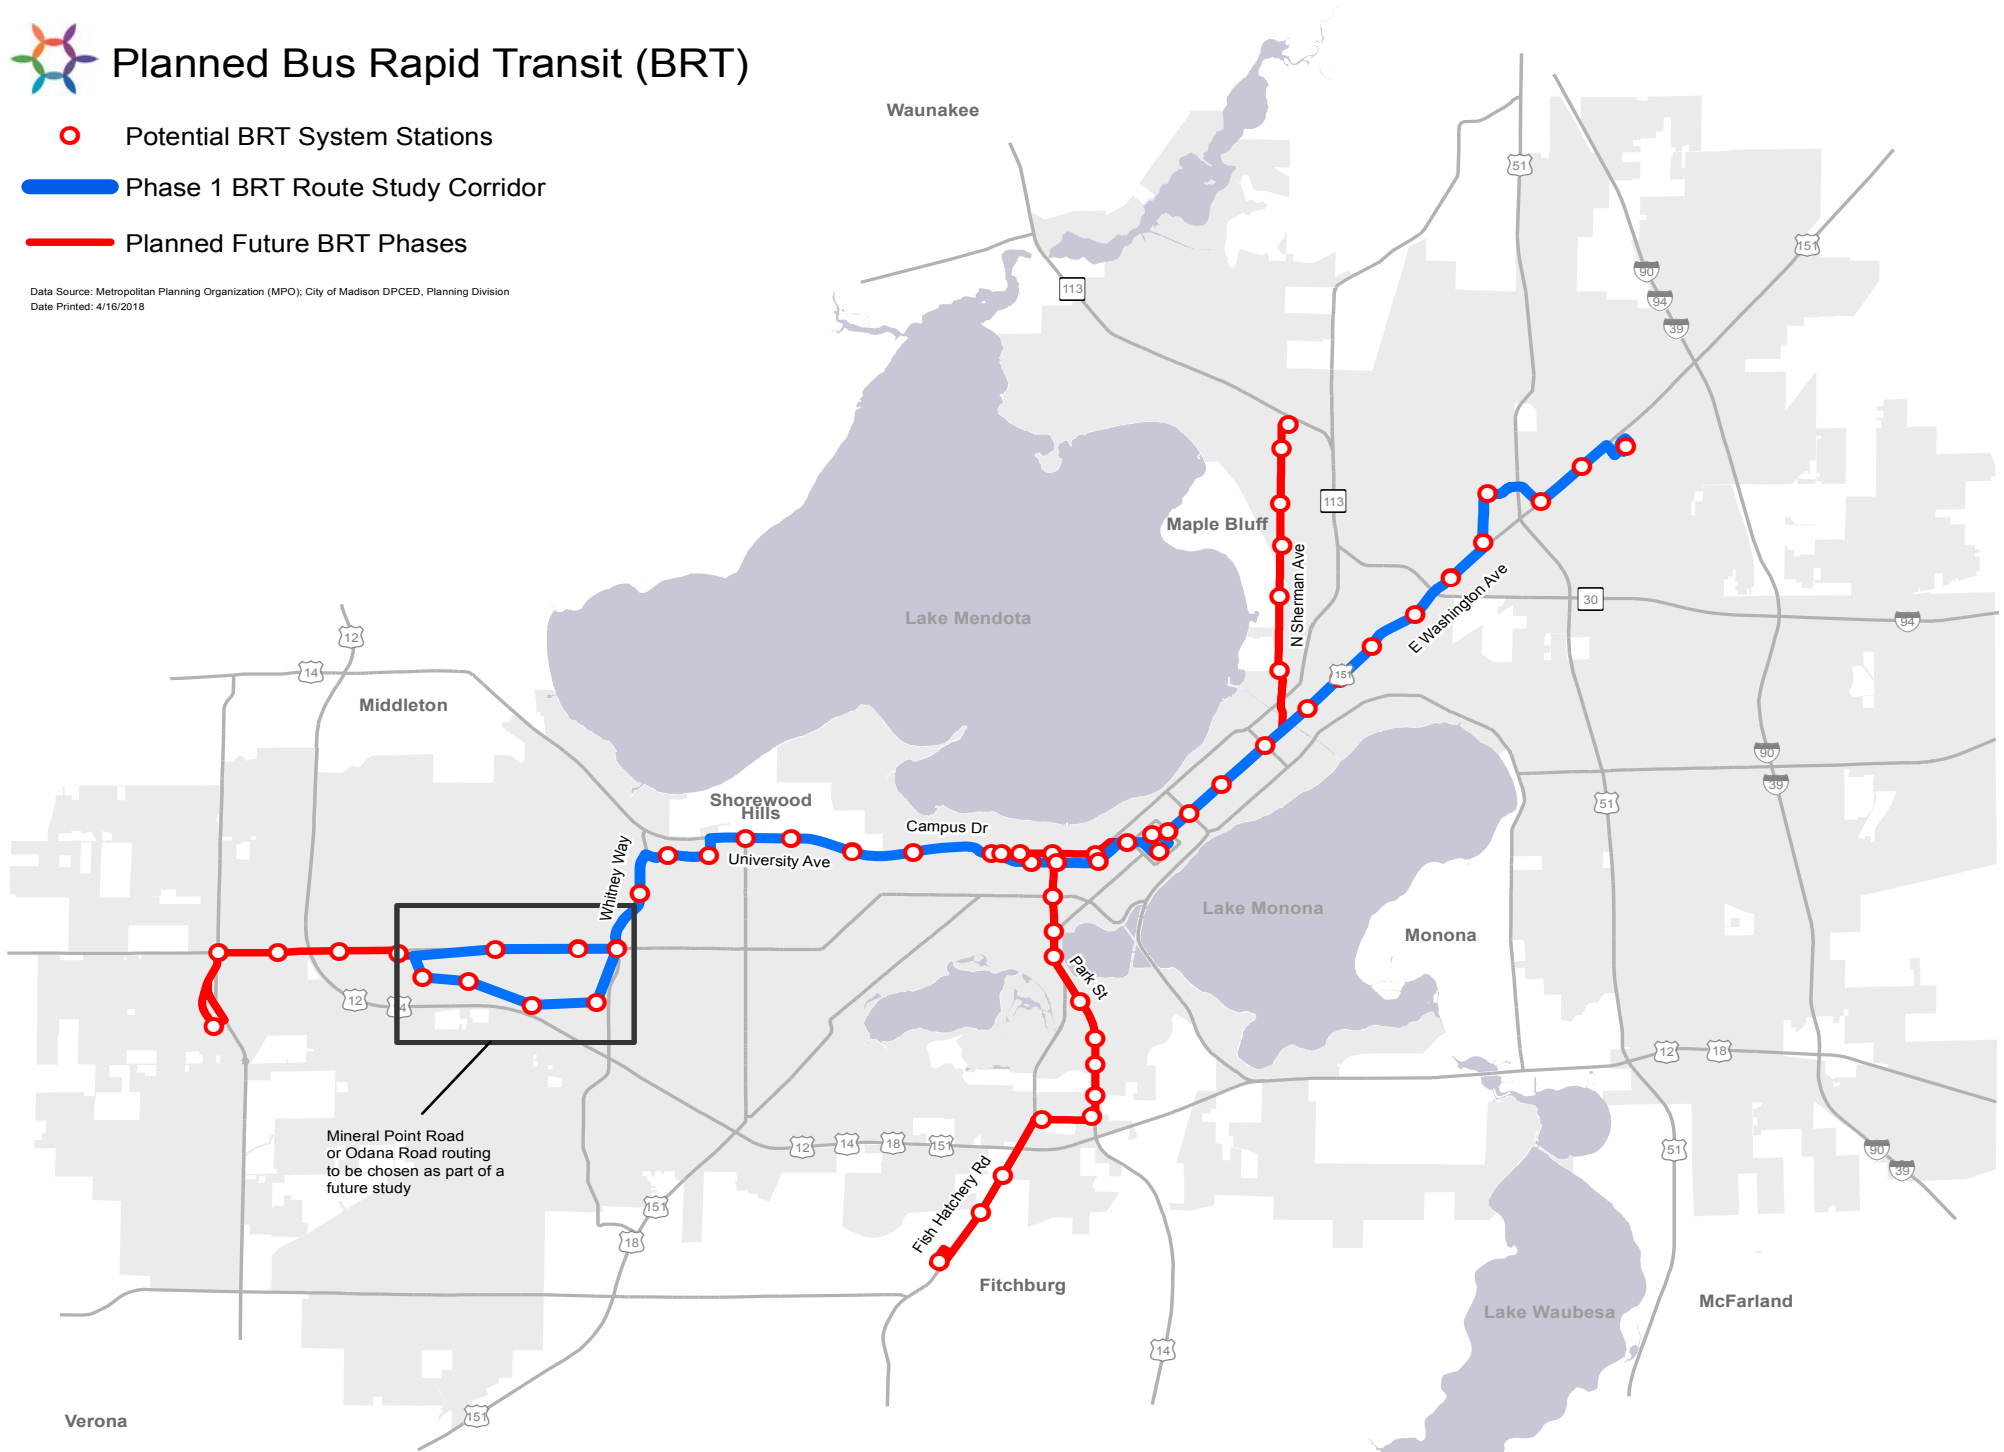 Planned Bus Rapid Transit (BRT)
Potential BRT System Stations
Phase 1 BRT Route Study Corridor
Planned Future BRT Phases
Data Source: Metropolitan Planning Organization (MPO); City of Madison DPCED, Planning Division
Date Printed: 4/16/2018
Waunakee
51
151
90
94
39
113
113
Maple Bluff
N Sherman Ave
E Washington Ave
30
94
Lake Mendota
12
14
Middleton
151
90
39
51
Shorewood
Hills
Campus Dr
University Ave
Whitney Way
Lake Monona
Monona
Park St
12
14
12
18
Mineral Point Road
or Odana Road routing
to be chosen as part of a
future study
12
14
18
151
51
90
39
Fish Hatchery Rd
151
18
Fitchburg
McFarland
Lake Waubesa
14
Verona
151